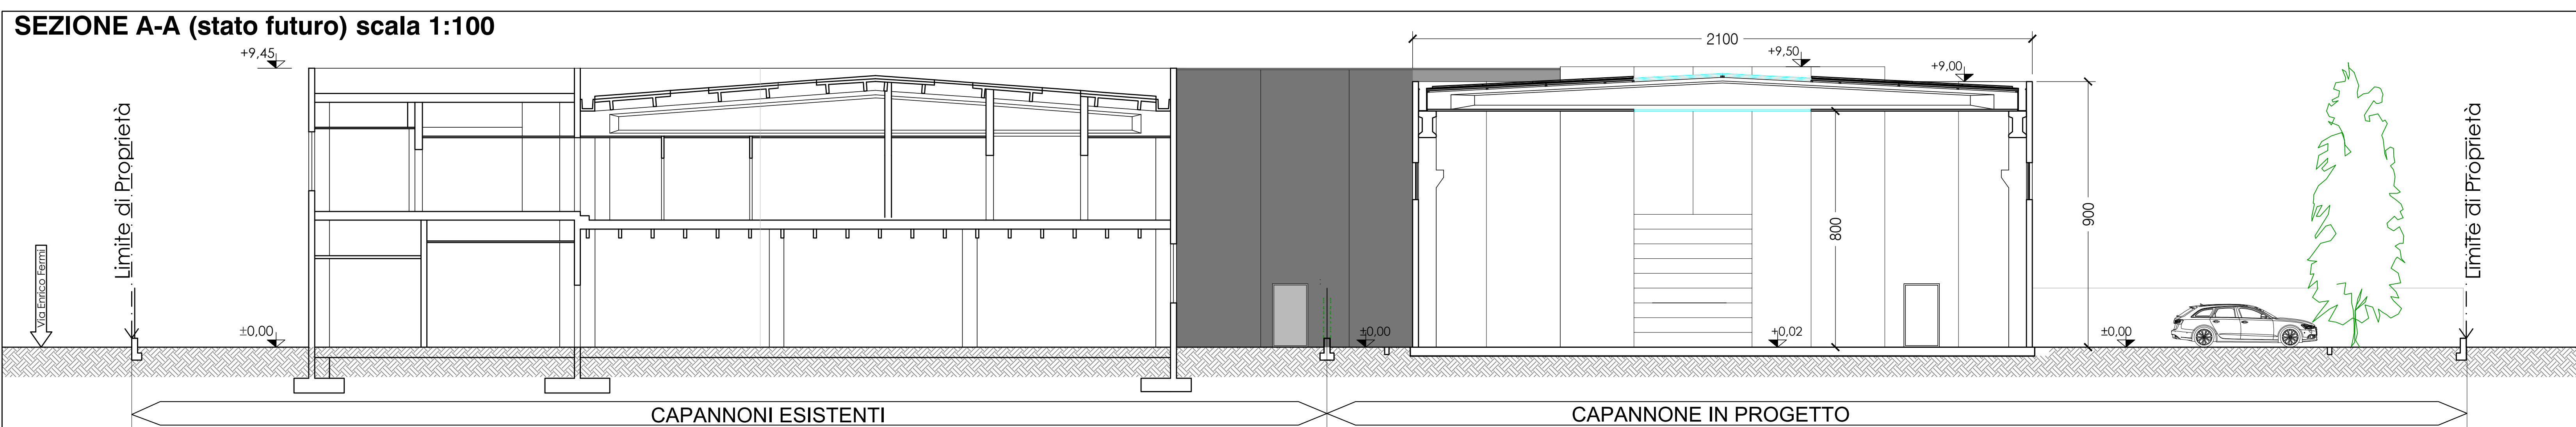 SEZIONE A-A (stato futuro) scala 1:100
+9,45
2100
+9,50
+9,00
Limite di Proprietà
Limite di Proprietà
900
800
Via Enrico Fermi
±0,00
±0,00
+0,02
±0,00
CAPANNONI ESISTENTI
CAPANNONE IN PROGETTO